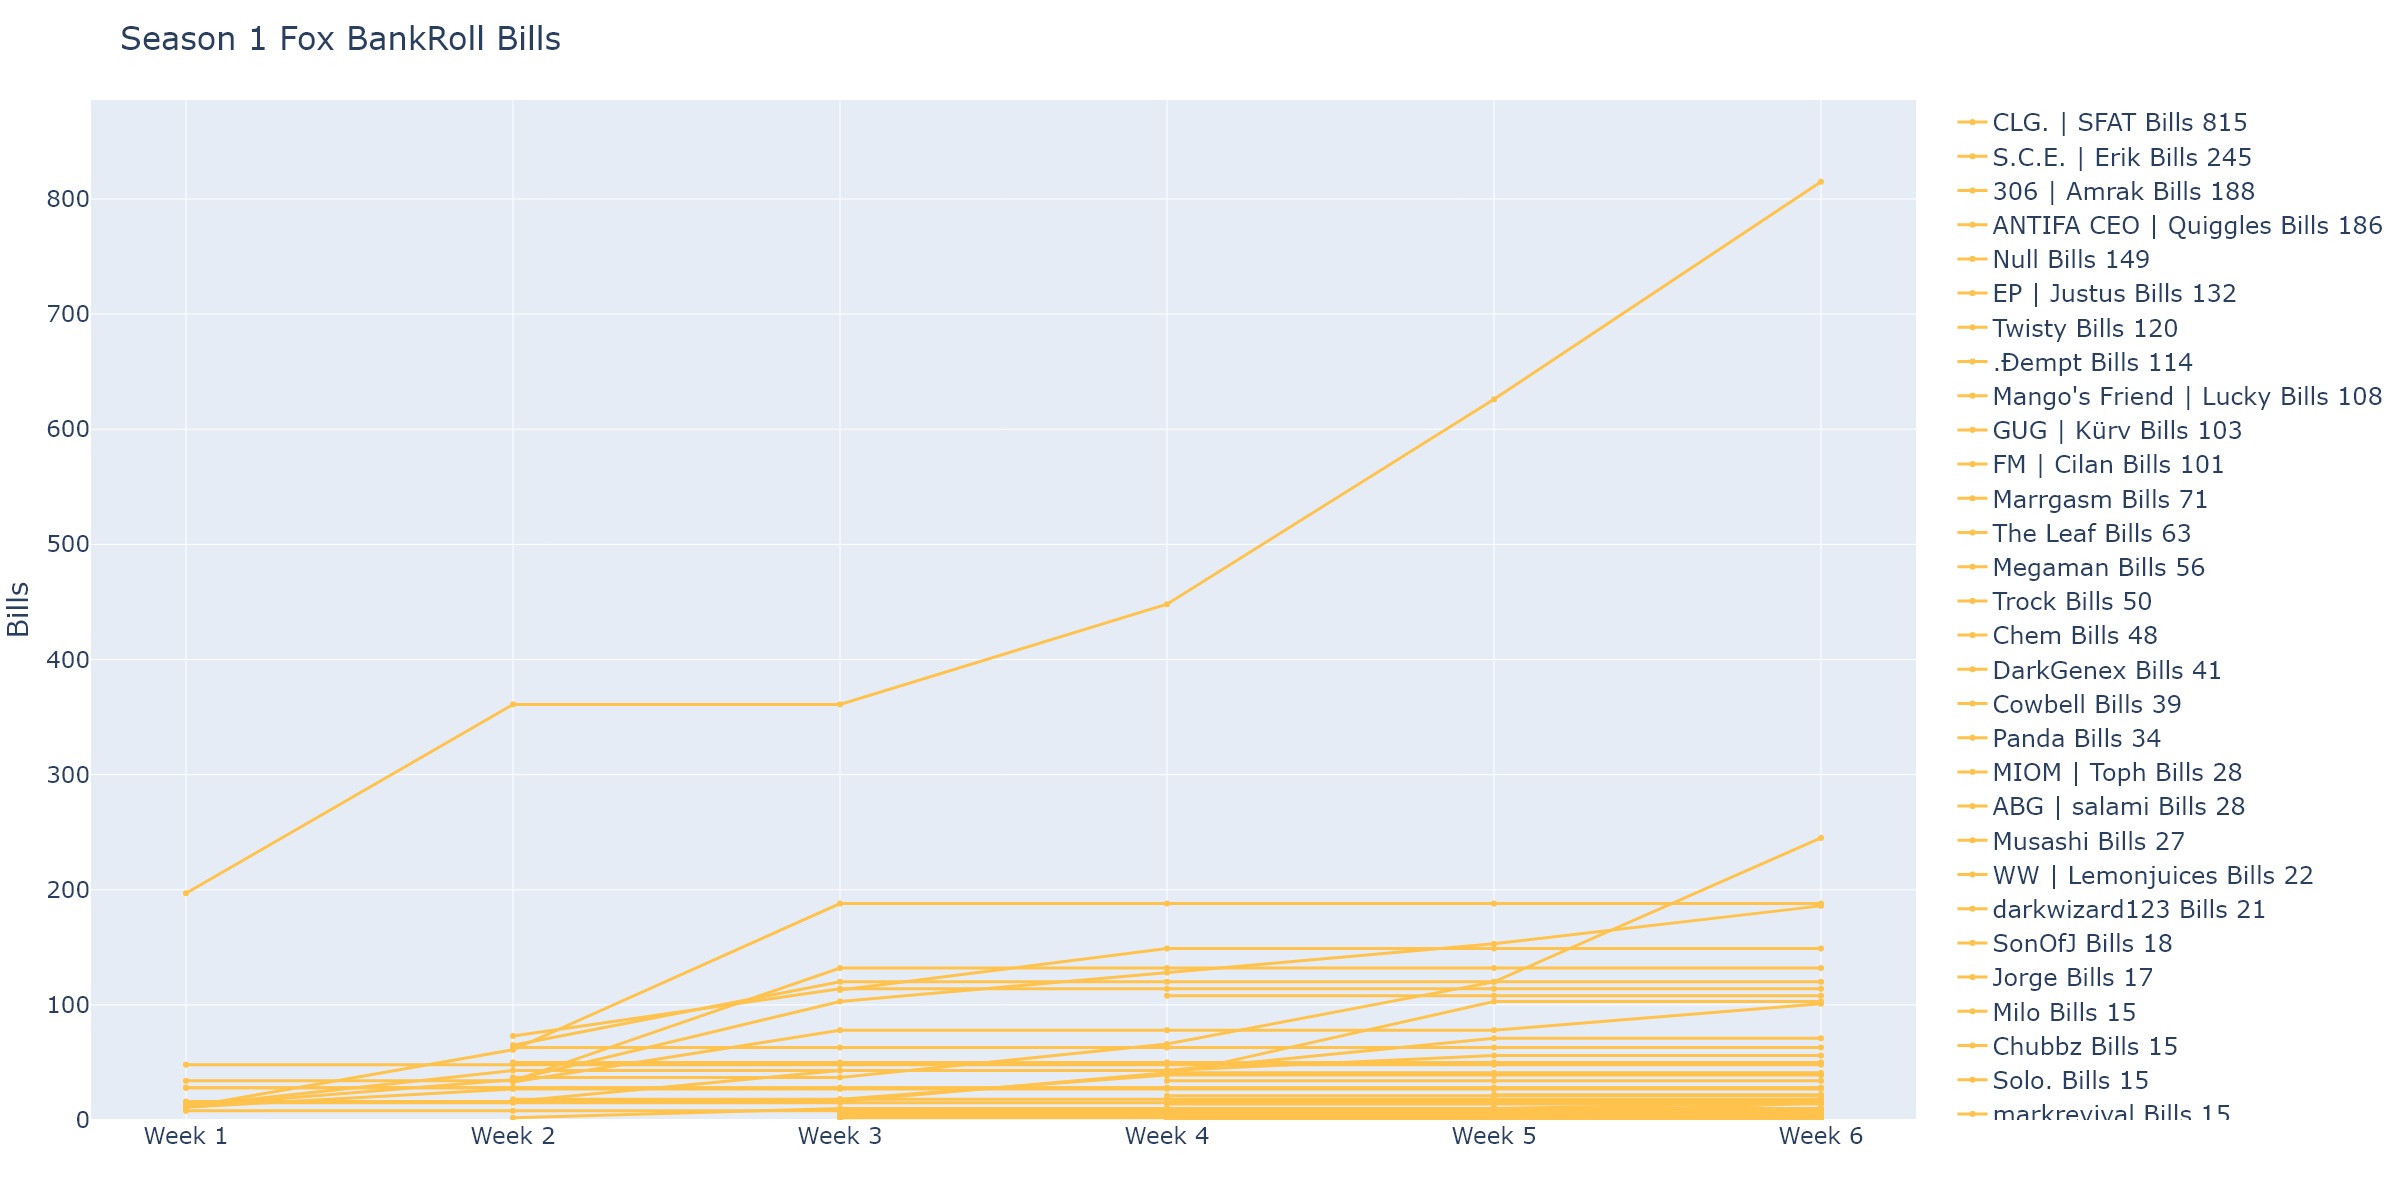 Season 1 Fox BankRoll Bills
Bills
800
700
600
500
400
300
200
100
0
Week 1
Week 2
Week 3
Week 4
Week 5
Week 6
CLG. | SFAT Bills 815
S.C.E. | Erik Bills 245
306 | Amrak Bills 188
ANTIFA CEO | Quiggles Bills 186
Null Bills 149
EP | Justus Bills 132
Twisty Bills 120
.Đempt Bills 114
Mango's Friend | Lucky Bills 108
GUG | Kürv Bills 103
FM | Cilan Bills 101
Marrgasm Bills 71
The Leaf Bills 63
Megaman Bills 56
Trock Bills 50
Chem Bills 48
DarkGenex Bills 41
Cowbell Bills 39
Panda Bills 34
MIOM | Toph Bills 28
ABG | salami Bills 28
Musashi Bills 27
WW | Lemonjuices Bills 22
darkwizard123 Bills 21
SonOfJ Bills 18
Jorge Bills 17
Milo Bills 15
Chubbz Bills 15
Solo. Bills 15
markrevival Bills 15